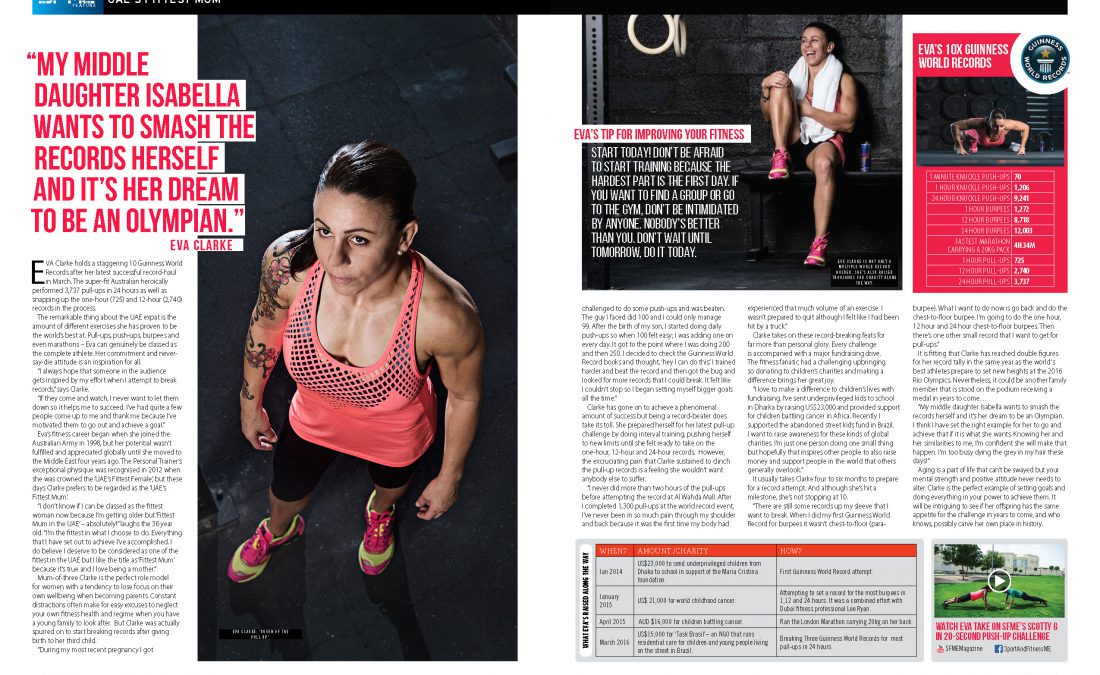 FEATURE
UAE'S FITTEST MUM
“MY MIDDLE
DAUGHTER ISABELLA
WANTS TO SMASH THE
RECORDS HERSELF
AND IT’S HER DREAM
TO BE AN OLYMPIAN.”
EVA CLARKE
EVA Clarke holds a staggering 10 Guinness World
Records after her latest successful record-haul
in March. The super-fit Australian heroically
performed 3,737 pull-ups in 24 hours as well as
snapping up the one-hour (725) and 12-hour (2,740)
records in the process.
The remarkable thing about the UAE expat is the
amount of different exercises she has proven to be
the world's best at. Pull-ups, push-ups, burpees and
even marathons – Eva can genuinely be classed as
the complete athlete. Her commitment and never-
say-die attitude is an inspiration for all.
“I always hope that someone in the audience
gets inspired by my effort when I attempt to break
records,” says Clarke.
“If they come and watch, I never want to let them
down so it helps me to succeed. I've had quite a few
people come up to me and thank me because I've
motivated them to go out and achieve a goal.”
Eva's fitness career began when she joined the
Australian Army in 1998, but her potential wasn't
fulfilled and appreciated globally until she moved to
the Middle East four years ago. The Personal Trainer's
exceptional physique was recognised in 2012 when
she was crowned the 'UAE's Fittest Female', but these
days Clarke prefers to be regarded as the 'UAE's
Fittest Mum'.
“I don't know if I can be classed as the fittest
woman now because I'm getting older but 'Fittest
Mum in the UAE' – absolutely!” laughs the 36 year
old. “I'm the fittest in what I choose to do. Everything
that I have set out to achieve I've accomplished. I
do believe I deserve to be considered as one of the
fittest in the UAE but I like the title as 'Fittest Mum'
because it's true and I love being a mother.”
Mum-of-three Clarke is the perfect role model
for women with a tendency to lose focus on their
own wellbeing when becoming parents. Constant
distractions often make for easy excuses to neglect
your own fitness health and regime when you have
a young family to look after. But Clarke was actually
spurred on to start breaking records after giving
birth to her third child.
“During my most recent pregnancy I got
EVA CLARKE: 'QUEEN OF THE
PULL UP'
EVA'S TIP FOR IMPROVING YOUR FITNESS
START TODAY! DON'T BE AFRAID
TO START TRAINING BECAUSE THE
HARDEST PART IS THE FIRST DAY. IF
YOU WANT TO FIND A GROUP OR GO
TO THE GYM, DON'T BE INTIMIDATED
BY ANYONE. NOBODY'S BETTER
THAN YOU. DON'T WAIT UNTIL
TOMORROW, DO IT TODAY.
EVA CLARKE IS NOT ONLY A
MULTIPLE WORLD RECORD
HOLDER, SHE'S ALSO RAISED
THOUSANDS FOR CHARITY ALONG
THE WAY.
challenged to do some push-ups and was beaten.
The guy I faced did 100 and I could only manage
99. After the birth of my son, I started doing daily
push-ups so when 100 felt easy; I was adding one on
every day. It got to the point where I was doing 200
and then 250. I decided to check the Guinness World
Record books and thought, 'hey I can do this.' I trained
harder and beat the record and then got the bug and
looked for more records that I could break. It felt like
I couldn't stop so I began setting myself bigger goals
all the time.”
Clarke has gone on to achieve a phenomenal
amount of success but being a record-beater does
take its toll. She prepared herself for her latest pull-up
challenge by doing interval training, pushing herself
to new limits until she felt ready to take on the
one-hour, 12-hour and 24-hour records. However,
the excruciating pain that Clarke sustained to clinch
the pull-up records is a feeling she wouldn't want
anybody else to suffer.
“I never did more than two hours of the pull-ups
before attempting the record at Al Wahda Mall. After
I completed 1,300 pull-ups at the world record event,
I've never been in so much pain through my shoulder
and back because it was the first time my body had
experienced that much volume of an exercise. I
wasn't prepared to quit although I felt like I had been
hit by a truck.”
Clarke takes on these record-breaking feats for
far more than personal glory. Every challenge
is accompanied with a major fundraising drive.
The fitness fanatic had a challenging upbringing
so donating to children's charities and making a
difference brings her great joy.
“I love to make a difference to children's lives with
fundraising. I've sent underprivileged kids to school
in Dharka by raising US$23,000 and provided support
for children battling cancer in Africa. Recently I
supported the abandoned street kids fund in Brazil.
I want to raise awareness for these kinds of global
charities. I'm just one person doing one small thing
but hopefully that inspires other people to also raise
money and support people in the world that others
generally overlook.”
It usually takes Clarke four to six months to prepare
for a record attempt. And although she's hit a
milestone, she's not stopping at 10.
“There are still some records up my sleeve that I
want to break. When I did my first Guinness World
Record for burpees it wasn't chest-to-floor (para-
EVA'S 10X GUINNESS
WORLD RECORDS
GUINNESS
WORLD RECORDS
1 MINUTE KNUCKLE PUSH-UPS 70
1 HOUR KNUCKLE PUSH-UPS 1,206
24 HOUR KNUCKLE PUSH-UPS 9,241
1 HOUR BURPEES 1,272
12 HOUR BURPEES 8,718
24 HOUR BURPEES 12,003
FASTEST MARATHON
CARRYING A 20KG PACK 4H34M
1 HOUR PULL-UPS 725
12 HOUR PULL-UPS 2,740
24 HOUR PULL-UPS 3,737
burpee). What I want to do now is go back and do the
chest-to-floor burpee. I'm going to do the one hour,
12 hour and 24 hour chest-to-floor burpees. Then
there's one other small record that I want to get for
pull-ups.”
It is fitting that Clarke has reached double figures
for her record tally in the same year as the world's
best athletes prepare to set new heights at the 2016
Rio Olympics. Nevertheless, it could be another family
member that is stood on the podium receiving a
medal in years to come…
“My middle daughter Isabella wants to smash the
records herself and it's her dream to be an Olympian.
I think I have set the right example for her to go and
achieve that if it is what she wants. Knowing her and
her similarities to me, I'm confident she will make that
happen. I'm too busy dying the grey in my hair these
days!”
Aging is a part of life that can't be swayed but your
mental strength and positive attitude never needs to
alter. Clarke is the perfect example of setting goals and
doing everything in your power to achieve them. It
will be intriguing to see if her offspring has the same
appetite for the challenge in years to come, and who
knows, possibly carve her own place in history.
WHAT EVA'S RAISED ALONG THE WAY
WHEN? AMOUNT / CHARITY HOW?
Jan 2014 US$23,000 to send underprivileged children from
Dhaka to school in support of the Maria Cristina
foundation. First Guinness World Record attempt.
January
2015 US$ 21,000 for world childhood cancer. Attempting to set a record for the most burpees in
1,12 and 24 hours. It was a combined effort with
Dubai fitness professional Lee Ryan.
April 2015 AUD $16,000 for children battling cancer. Ran the London Marathon carrying 20kg on her back.
March 2016 US$15,000 for 'Task Brasil' – an NGO that runs
residential care for children and young people living
on the street in Brazil. Breaking Three Guinness World Records for most
pull-ups in 24 hours.
WATCH EVA TAKE ON SFME'S SCOTTY G
IN 20-SECOND PUSH-UP CHALLENGE
SFMEMagazine SportAndFitnessME